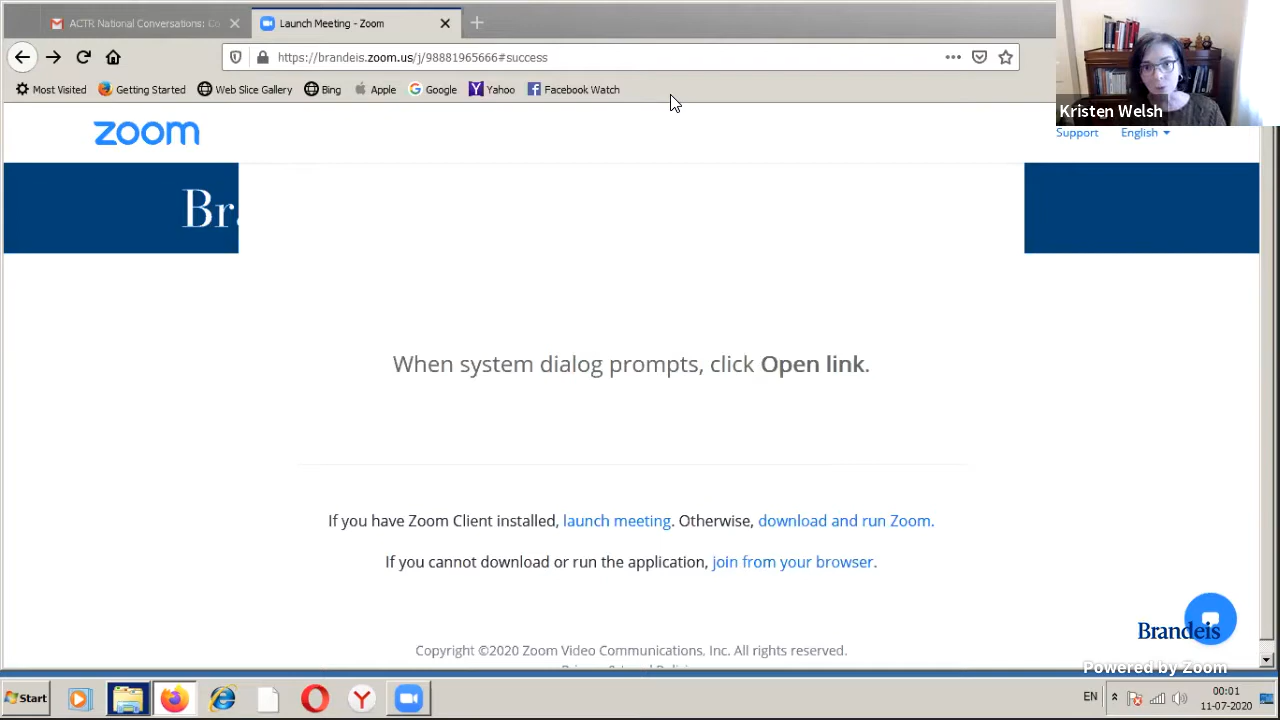 ACTR National Conversations: Co
Launch Meeting - Zoom
https://brandeis.zoom.us/j/98881965666#success
Most Visited Getting Started Web Slice Gallery Bing Apple Google Yahoo Facebook Watch
Kristen Welsh
zoom
Support English
Br
When system dialog prompts, click Open link.
If you have Zoom Client installed, launch meeting. Otherwise, download and run Zoom.
If you cannot download or run the application, join from your browser.
Brandeis
Copyright ©2020 Zoom Video Communications, Inc. All rights reserved.
Powered by Zoom
Start
EN
00:01
11-07-2020